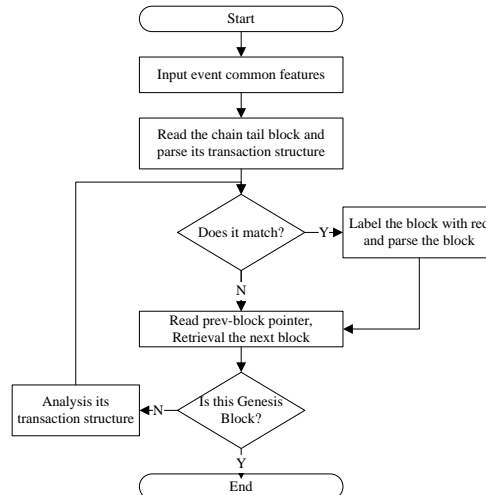 Start
Input event common features
Read the chain tail block and
parse its transaction structure
Does it match?
Y
Label the block with red
and parse the block
N
Read prev-block pointer,
Retrieval the next block
Is this Genesis
Block?
N
Analysis its
transaction structure
Y
End